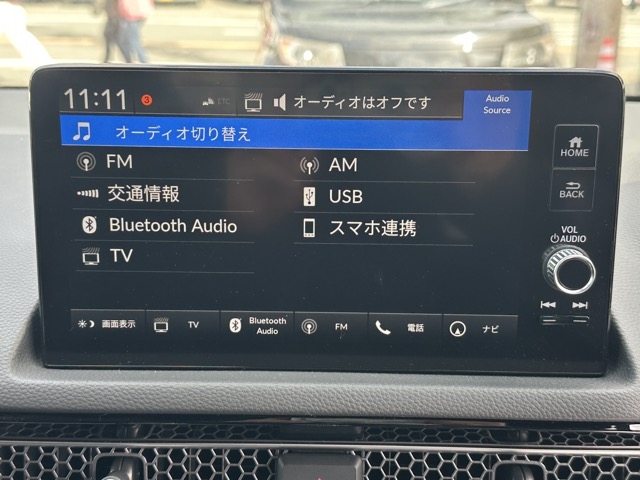 11:11
3
ETC
オーディオはオフです
Audio
Source
オーディオ切り替え
FM
AM
交通情報
USB
Bluetooth Audio
スマホ連携
TV
HOME
BACK
VOL
AUDIO
画面表示
TV
Bluetooth
Audio
FM
電話
ナビ